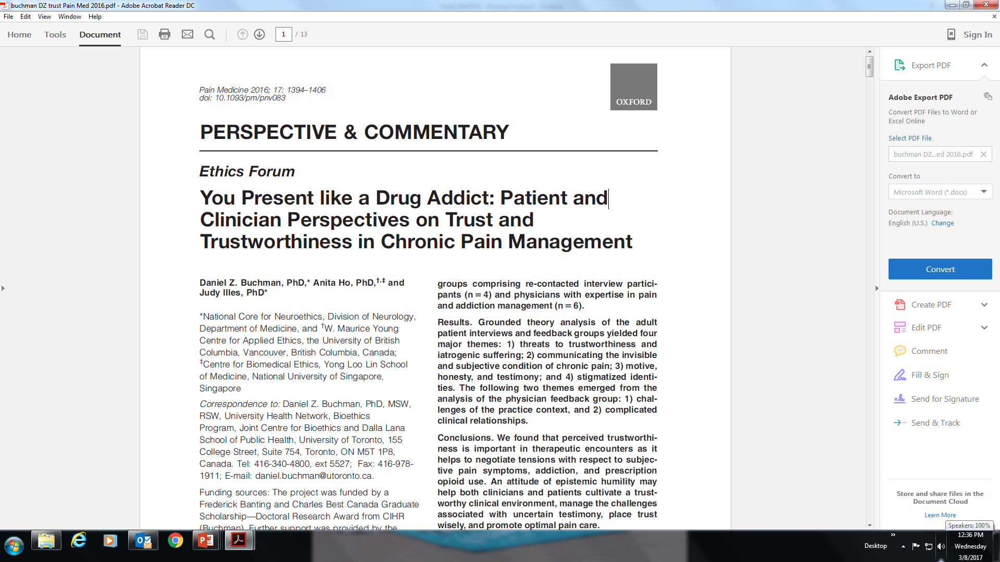 buchman DZ trust Pain Med 2016.pdf - Adobe Acrobat Reader DC
File Edit View Window Help
Home Tools Document 1 / 13 Sign In
Pain Medicine 2016; 17: 1394–1406
doi: 10.1093/pm/pnv083
OXFORD
PERSPECTIVE & COMMENTARY
Ethics Forum
You Present like a Drug Addict: Patient and
Clinician Perspectives on Trust and
Trustworthiness in Chronic Pain Management
Daniel Z. Buchman, PhD,* Anita Ho, PhD,†,‡ and
Judy Illes, PhD*
*National Core for Neuroethics, Division of Neurology,
Department of Medicine, and †W. Maurice Young
Centre for Applied Ethics, the University of British
Columbia, Vancouver, British Columbia, Canada;
‡Centre for Biomedical Ethics, Yong Loo Lin School
of Medicine, National University of Singapore,
Singapore
Correspondence to: Daniel Z. Buchman, PhD, MSW,
RSW, University Health Network, Bioethics
Program, Joint Centre for Bioethics and Dalla Lana
School of Public Health, University of Toronto, 155
College Street, Suite 754, Toronto, ON M5T 1P8,
Canada. Tel: 416-340-4800, ext 5527; Fax: 416-978-
1911; E-mail: daniel.buchman@utoronto.ca.
Funding sources: The project was funded by a
Frederick Banting and Charles Best Canada Graduate
Scholarship—Doctoral Research Award from CIHR
(Buchman). Further support was provided by the
groups comprising re-contacted interview partici-
pants (n = 4) and physicians with expertise in pain
and addiction management (n = 6).
Results. Grounded theory analysis of the adult
patient interviews and feedback groups yielded four
major themes: 1) threats to trustworthiness and
iatrogenic suffering; 2) communicating the invisible
and subjective condition of chronic pain; 3) motive,
honesty, and testimony; and 4) stigmatized identi-
ties. The following two themes emerged from the
analysis of the physician feedback group: 1) chal-
lenges of the practice context, and 2) complicated
clinical relationships.
Conclusions. We found that perceived trustworthi-
ness is important in therapeutic encounters as it
helps to negotiate tensions with respect to subjec-
tive pain symptoms, addiction, and prescription
opioid use. An attitude of epistemic humility may
help both clinicians and patients cultivate a trust-
worthy clinical environment, manage the challenges
associated with uncertain testimony, place trust
wisely, and promote optimal pain care.
Export PDF
Adobe Export PDF
Convert PDF Files to Word or
Excel Online
Select PDF File
buchman DZ...ed 2016.pdf
Convert to
Microsoft Word (*.docx)
Document Language:
English (U.S.) Change
Convert
Create PDF
Edit PDF
Comment
Fill & Sign
Send for Signature
Send & Track
Store and share files in the
Document Cloud
Learn More
Speakers: 100%
Desktop
12:36 PM
Wednesday
3/8/2017